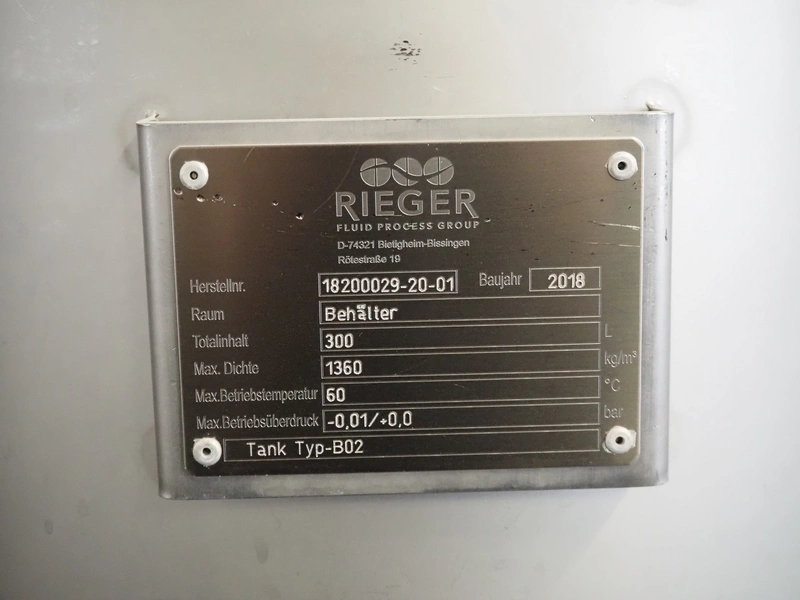 RIEGER
FLUID PROCESS GROUP
D-74321 Bietigheim-Bissingen
Rötestraße 19
Herstellnr. 18200029-20-01 Baujahr 2018
Raum Behälter
Totalinhalt 300 L
Max. Dichte 1360 kg/m³
Max.Betriebstemperatur 60 °C
Max.Betriebsüberdruck -0,01/+0,0 bar
Tank Typ-B02